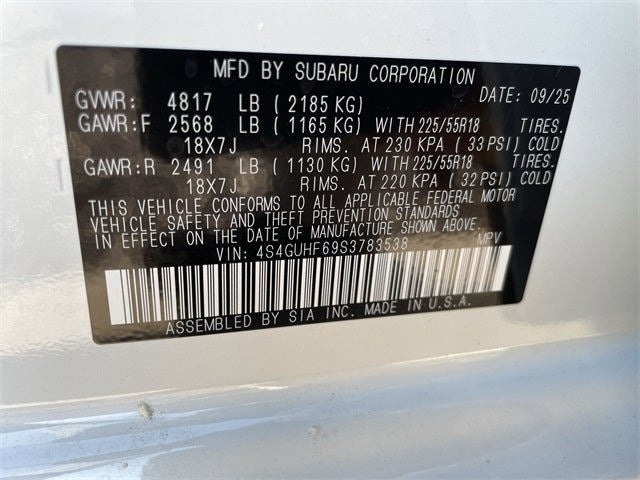 MFD BY SUBARU CORPORATION
DATE: 09/25
GVWR: 4817 LB ( 2185 KG)
GAWR:F 2568 LB ( 1165 KG) WITH 225/55R18 TIRES.
18X7J RIMS. AT 230 KPA ( 33 PSI) COLD
GAWR:R 2491 LB ( 1130 KG) WITH 225/55R18 TIRES.
18X7J RIMS. AT 220 KPA ( 32 PSI) COLD
THIS VEHICLE CONFORMS TO ALL APPLICABLE FEDERAL MOTOR
VEHICLE SAFETY AND THEFT PREVENTION STANDARDS
IN EFFECT ON THE DATE OF MANUFACTURE SHOWN ABOVE.
VIN: 4S4GUHF69S3783538 MPV
ASSEMBLED BY SIA INC. MADE IN U.S.A.